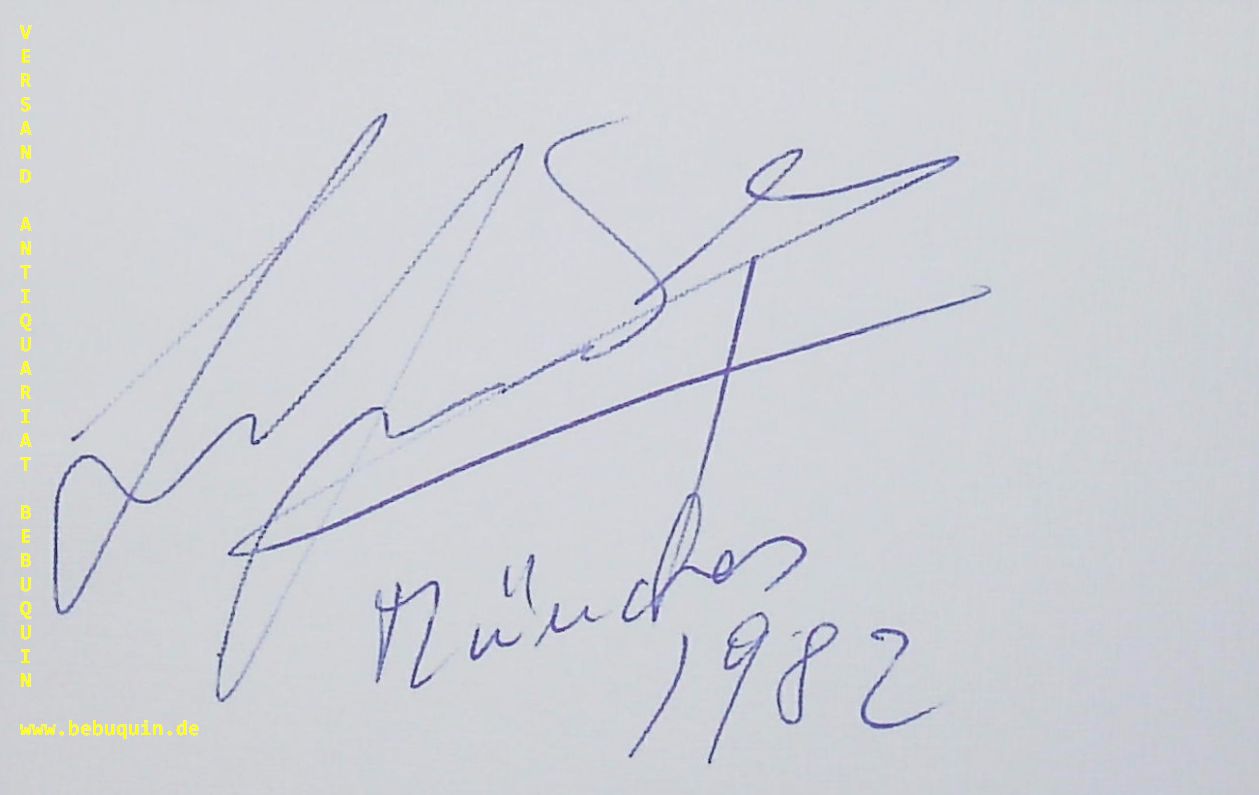 München
1982
VERSAND ANTIQUARIAT BEBUQUIN
www.bebuquin.de